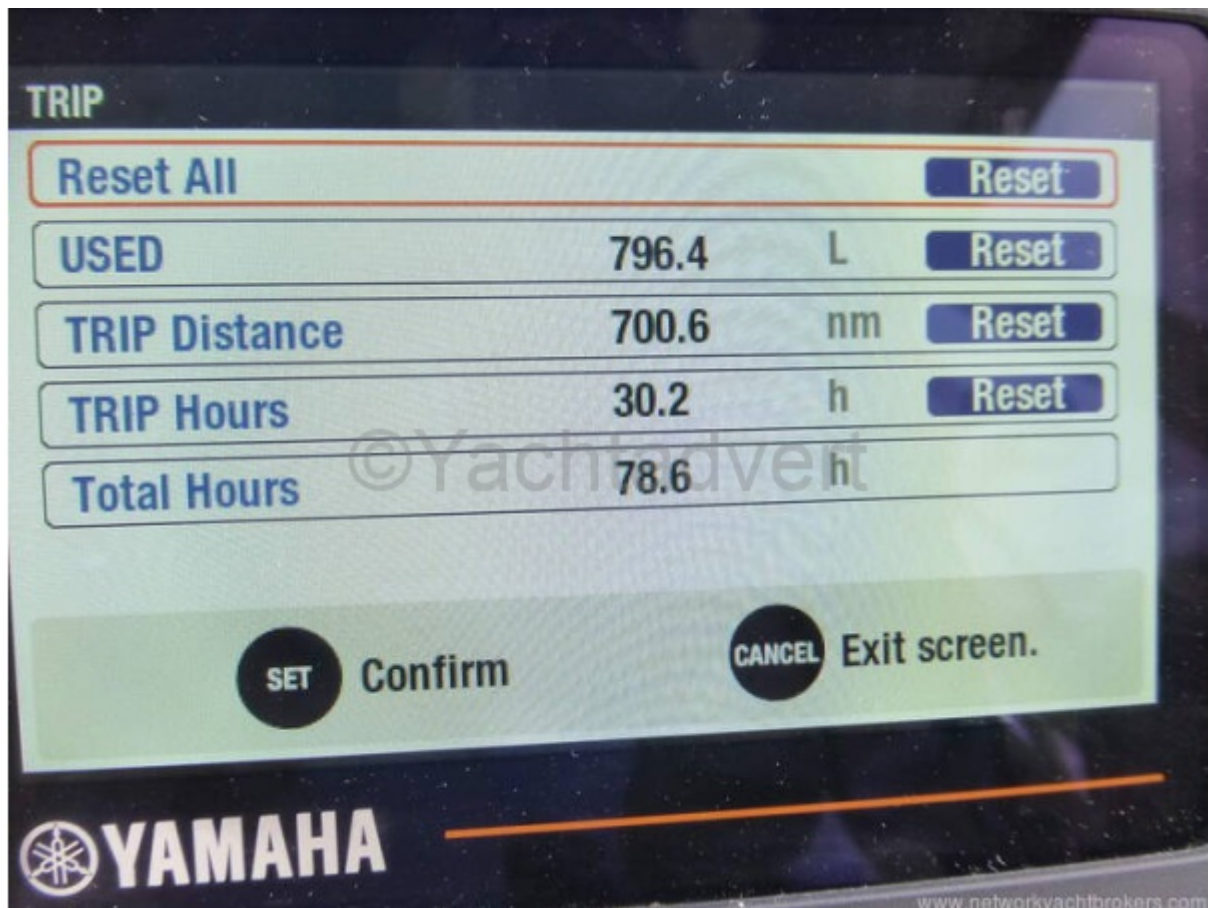 TRIP
Reset All Reset
USED 796.4 L Reset
TRIP Distance 700.6 nm Reset
TRIP Hours 30.2 h Reset
Total Hours 78.6 h
©Yachtadvert
SET Confirm CANCEL Exit screen.
YAMAHA
www.networkyachtbrokers.com